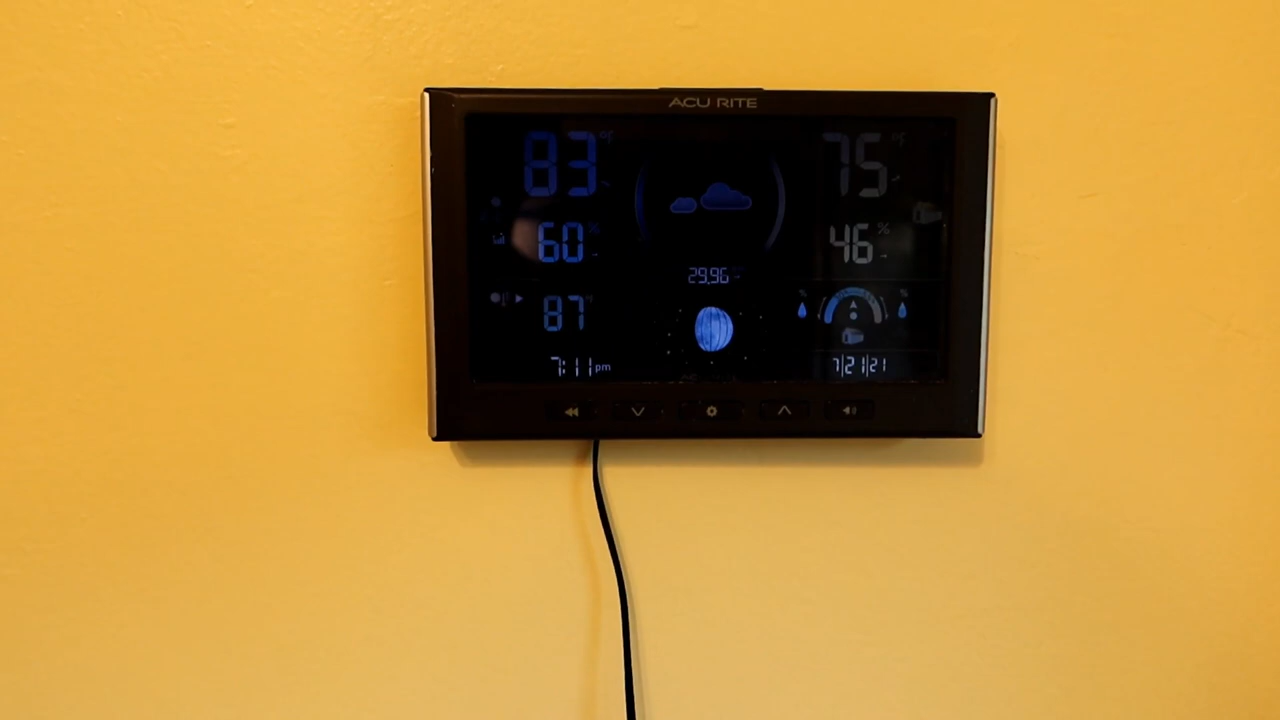 ACU RITE
83 °F
75 °F
60 %
46 %
29.96
87
% %
7:11 pm
7|21|21